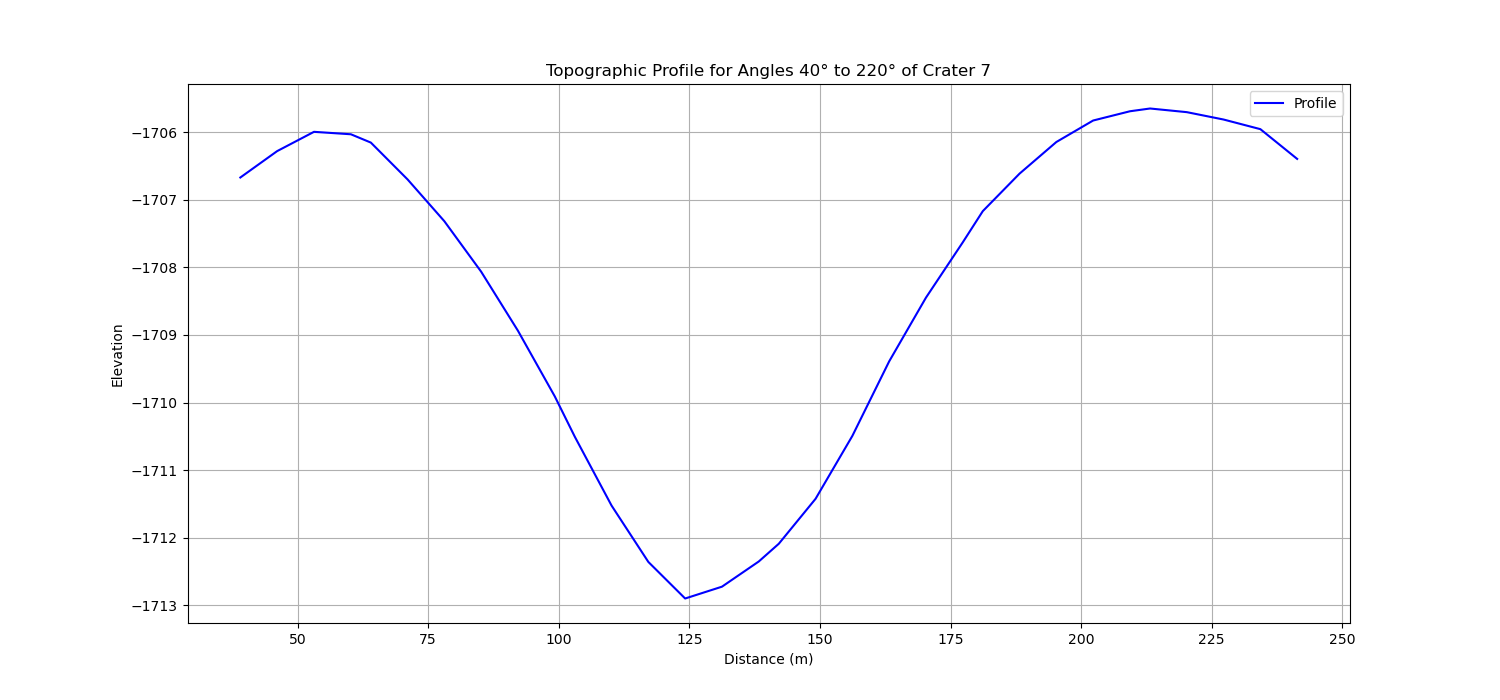 Topographic Profile for Angles 40° to 220° of Crater 7
Profile
−1706
−1707
−1708
−1709
−1710
−1711
−1712
−1713
Elevation
50 75 100 125 150 175 200 225 250
Distance (m)